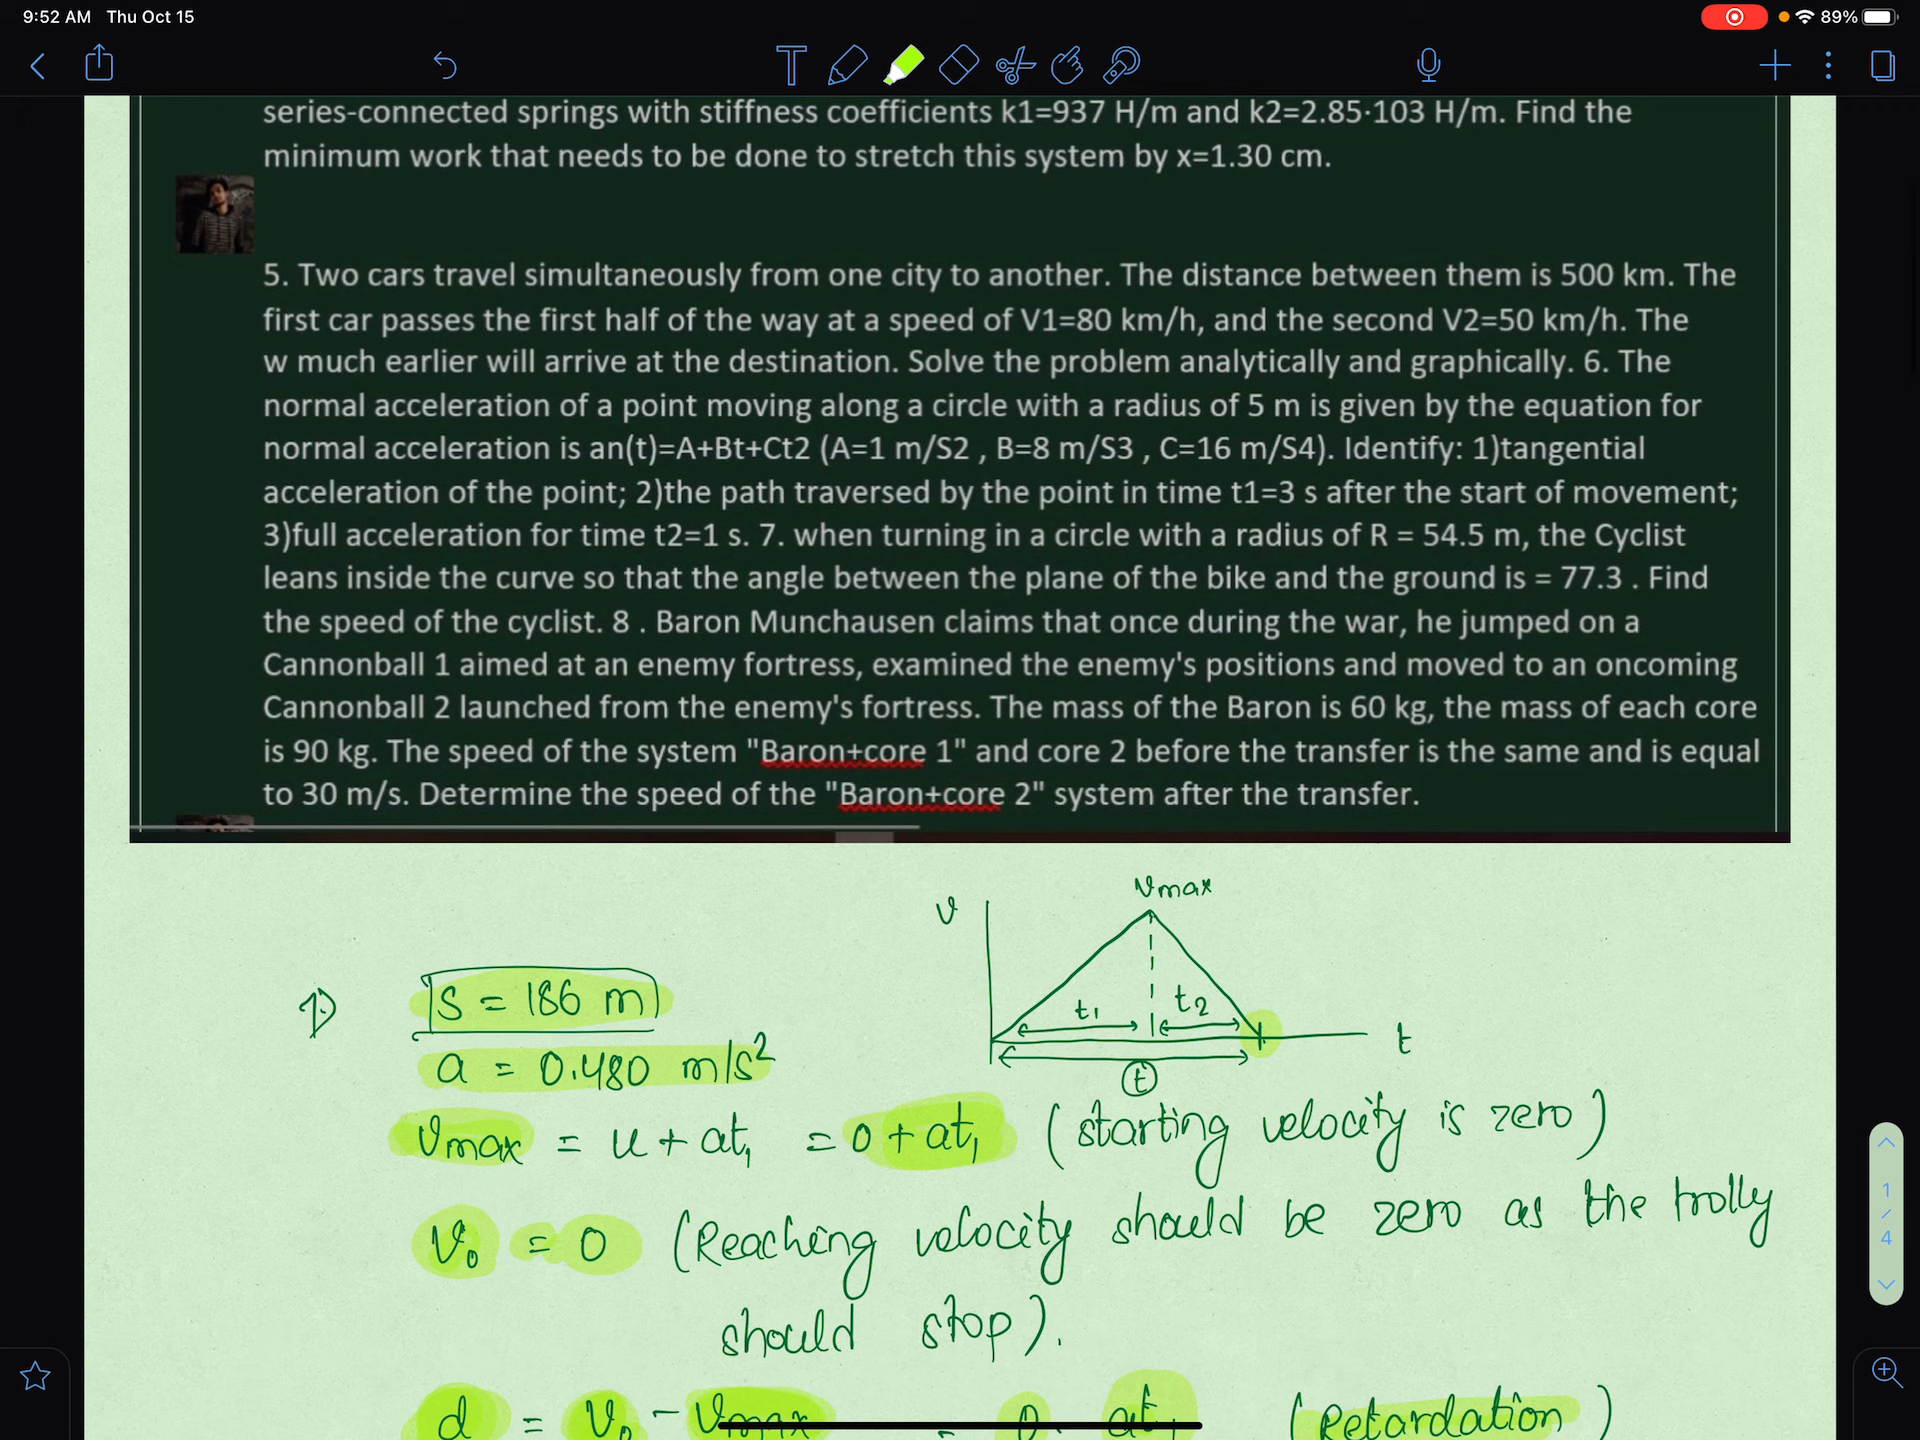 9:52 AM Thu Oct 15
89%
series-connected springs with stiffness coefficients k1=937 H/m and k2=2.85·103 H/m. Find the
minimum work that needs to be done to stretch this system by x=1.30 cm.
5. Two cars travel simultaneously from one city to another. The distance between them is 500 km. The
first car passes the first half of the way at a speed of V1=80 km/h, and the second V2=50 km/h. The
w much earlier will arrive at the destination. Solve the problem analytically and graphically. 6. The
normal acceleration of a point moving along a circle with a radius of 5 m is given by the equation for
normal acceleration is an(t)=A+Bt+Ct2 (A=1 m/S2 , B=8 m/S3 , C=16 m/S4). Identify: 1)tangential
acceleration of the point; 2)the path traversed by the point in time t1=3 s after the start of movement;
3)full acceleration for time t2=1 s. 7. when turning in a circle with a radius of R = 54.5 m, the Cyclist
leans inside the curve so that the angle between the plane of the bike and the ground is = 77.3 . Find
the speed of the cyclist. 8 . Baron Munchausen claims that once during the war, he jumped on a
Cannonball 1 aimed at an enemy fortress, examined the enemy's positions and moved to an oncoming
Cannonball 2 launched from the enemy's fortress. The mass of the Baron is 60 kg, the mass of each core
is 90 kg. The speed of the system "Baron+core 1" and core 2 before the transfer is the same and is equal
to 30 m/s. Determine the speed of the "Baron+core 2" system after the transfer.
v
vmax
t1
t2
t
t
1)
S = 186 m
a = 0.480 m/s²
vmax = u + at1 = 0 + at1 (starting velocity is zero)
v0 = 0 (Reaching velocity should be zero as the trolly
should stop).
d = v0 - vmax = 0 - at1 (Retardation)
1
/
4